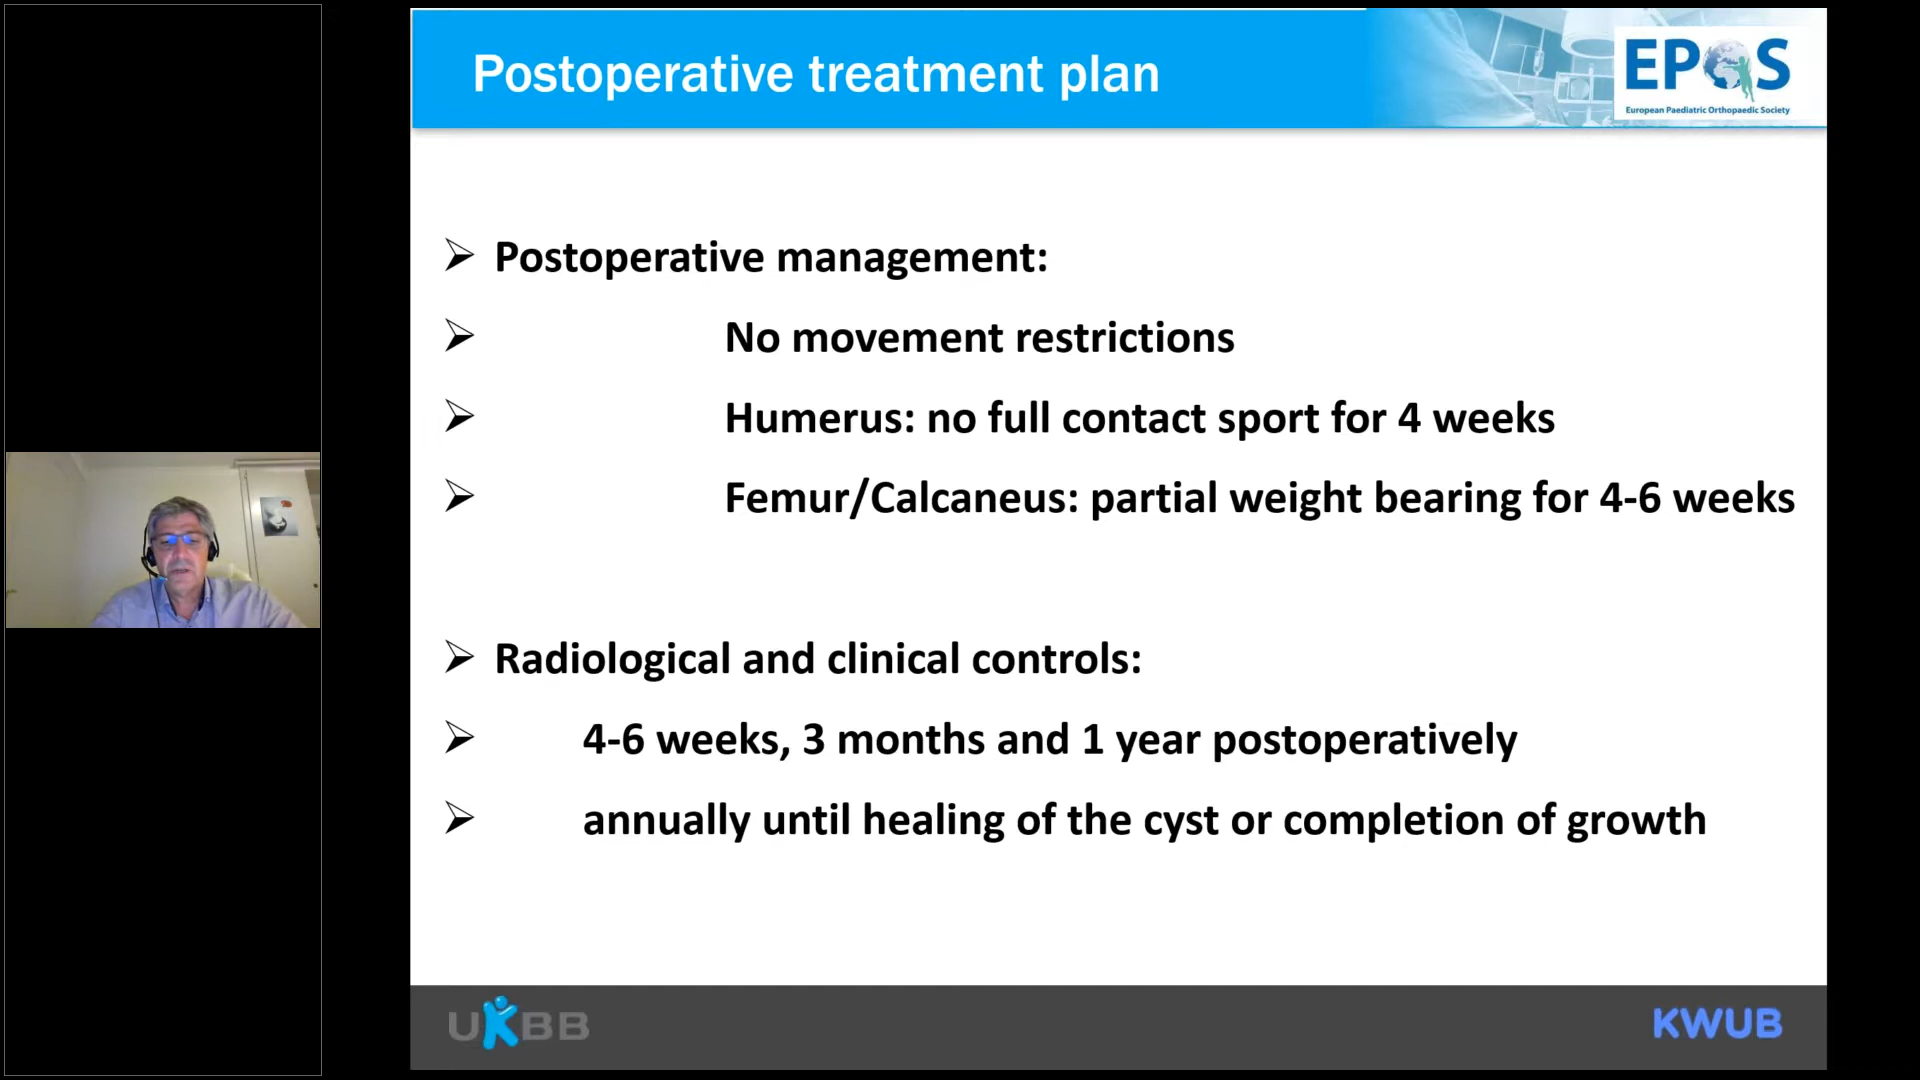 Postoperative treatment plan
EPOS
European Paediatric Orthopaedic Society
➢ Postoperative management:
➢ No movement restrictions
➢ Humerus: no full contact sport for 4 weeks
➢ Femur/Calcaneus: partial weight bearing for 4-6 weeks
➢ Radiological and clinical controls:
➢ 4-6 weeks, 3 months and 1 year postoperatively
➢ annually until healing of the cyst or completion of growth
UKBB
KWUB